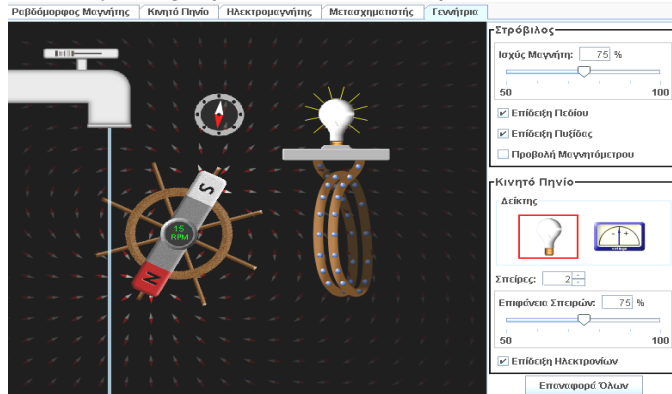 Ραβδόμορφος Μαγνήτης Κινητό Πηνίο Ηλεκτρομαγνήτης Μετασχηματιστής Γεννήτρια
Στρόβιλος
Ισχύς Μαγνήτη: 75 %
50 100
Επίδειξη Πεδίου
Επίδειξη Πυξίδας
Προβολή Μαγνητόμετρου
S
15
RPM
N
Κινητό Πηνίο
Δείκτης
- +
Σπείρες: 2
Επιφάνεια Σπειρών: 75 %
50 100
Επίδειξη Ηλεκτρονίων
Επαναφορά Όλων